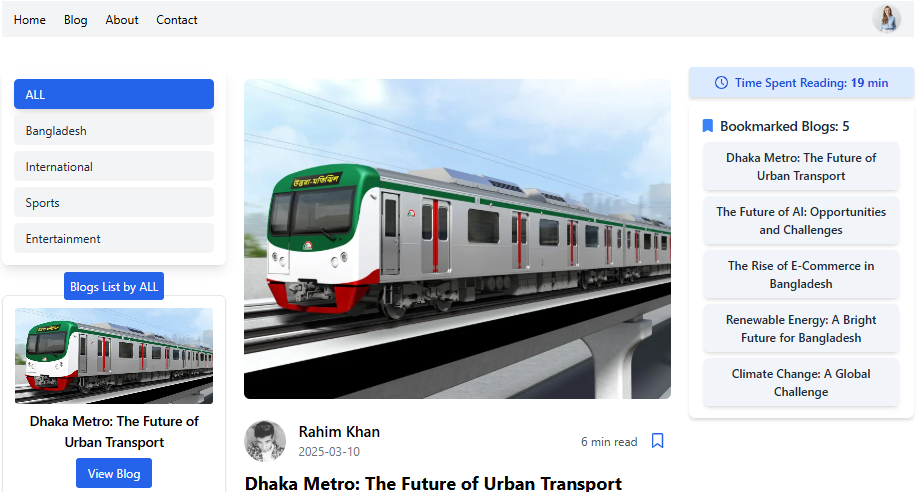 Home Blog About Contact
ALL
Bangladesh
International
Sports
Entertainment
Blogs List by ALL
Dhaka Metro: The Future of
Urban Transport
View Blog
উত্তরা-মতিঝিল
Rahim Khan
2025-03-10
6 min read
Dhaka Metro: The Future of Urban Transport
Time Spent Reading: 19 min
Bookmarked Blogs: 5
Dhaka Metro: The Future of
Urban Transport
The Future of AI: Opportunities
and Challenges
The Rise of E-Commerce in
Bangladesh
Renewable Energy: A Bright
Future for Bangladesh
Climate Change: A Global
Challenge